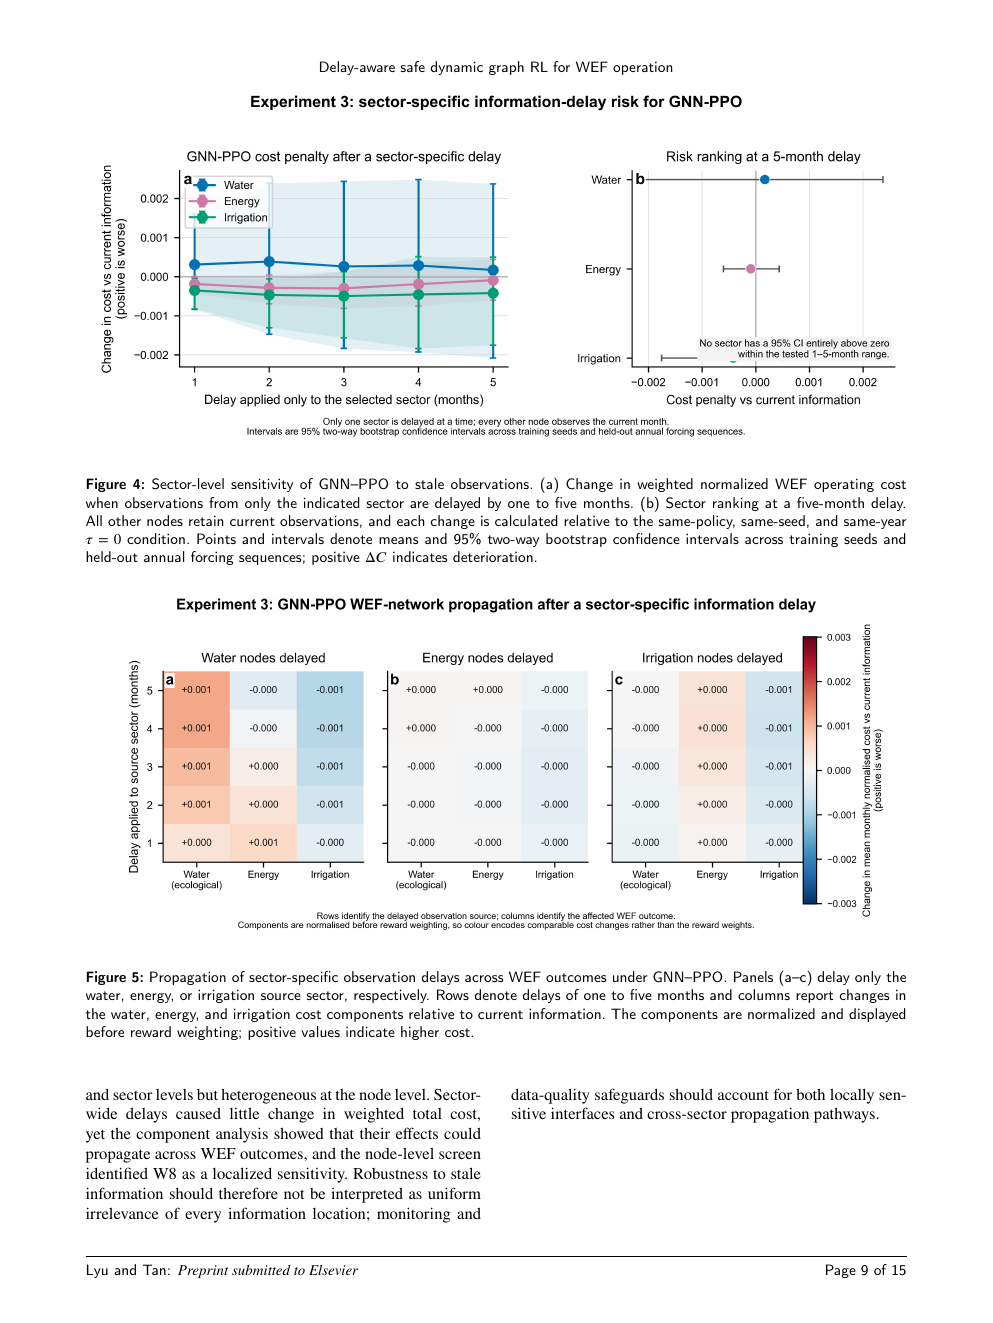 Delay-aware safe dynamic graph RL for WEF operation
Experiment 3: sector-specific information-delay risk for GNN-PPO
GNN-PPO cost penalty after a sector-specific delay
a
Water
Energy
Irrigation
Change in cost vs current information
(positive is worse)
0.002
0.001
0.000
−0.001
−0.002
1 2 3 4 5
Delay applied only to the selected sector (months)
Risk ranking at a 5-month delay
b
Water
Energy
Irrigation
No sector has a 95% CI entirely above zero
within the tested 1–5-month range.
−0.002 −0.001 0.000 0.001 0.002
Cost penalty vs current information
Only one sector is delayed at a time; every other node observes the current month.
Intervals are 95% two-way bootstrap confidence intervals across training seeds and held-out annual forcing sequences.
Figure 4: Sector-level sensitivity of GNN–PPO to stale observations. (a) Change in weighted normalized WEF operating cost
when observations from only the indicated sector are delayed by one to five months. (b) Sector ranking at a five-month delay.
All other nodes retain current observations, and each change is calculated relative to the same-policy, same-seed, and same-year
τ = 0 condition. Points and intervals denote means and 95% two-way bootstrap confidence intervals across training seeds and
held-out annual forcing sequences; positive ΔC indicates deterioration.
Experiment 3: GNN-PPO WEF-network propagation after a sector-specific information delay
Delay applied to source sector (months)
Water nodes delayed
a
5 +0.001 -0.000 -0.001
4 +0.001 -0.000 -0.001
3 +0.001 +0.000 -0.001
2 +0.001 +0.000 -0.001
1 +0.000 +0.001 -0.000
Water Energy Irrigation
(ecological)
Energy nodes delayed
b
+0.000 +0.000 -0.000
+0.000 -0.000 -0.000
-0.000 -0.000 -0.000
-0.000 -0.000 -0.000
-0.000 -0.000 -0.000
Water Energy Irrigation
(ecological)
Irrigation nodes delayed
c
-0.000 +0.000 -0.001
-0.000 +0.000 -0.001
-0.000 +0.000 -0.001
-0.000 +0.000 -0.000
-0.000 +0.000 -0.000
Water Energy Irrigation
(ecological)
0.003
0.002
0.001
0.000
−0.001
−0.002
−0.003
Change in mean monthly normalised cost vs current information
(positive is worse)
Rows identify the delayed observation source; columns identify the affected WEF outcome.
Components are normalised before reward weighting, so colour encodes comparable cost changes rather than the reward weights.
Figure 5: Propagation of sector-specific observation delays across WEF outcomes under GNN–PPO. Panels (a–c) delay only the
water, energy, or irrigation source sector, respectively. Rows denote delays of one to five months and columns report changes in
the water, energy, and irrigation cost components relative to current information. The components are normalized and displayed
before reward weighting; positive values indicate higher cost.
and sector levels but heterogeneous at the node level. Sector-
wide delays caused little change in weighted total cost,
yet the component analysis showed that their effects could
propagate across WEF outcomes, and the node-level screen
identified W8 as a localized sensitivity. Robustness to stale
information should therefore not be interpreted as uniform
irrelevance of every information location; monitoring and
data-quality safeguards should account for both locally sen-
sitive interfaces and cross-sector propagation pathways.
Lyu and Tan: Preprint submitted to Elsevier
Page 9 of 15